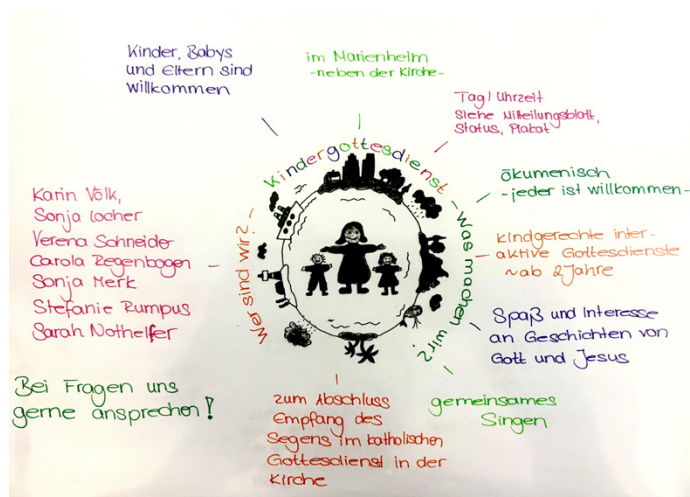 Kinder, Babys
und Eltern sind
willkommen
im Marienheim
-neben der Kirche-
Tag/Uhrzeit
siehe Mitteilungsblatt,
Status, Plakat
Kindergottesdienst - Was machen wir?
ökumenisch
-jeder ist willkommen-
kindgerechte inter-
aktive Gottesdienste
~ab 2 Jahre
Spaß und Interesse
an Geschichten von
Gott und Jesus
gemeinsames
Singen
zum Abschluss
Empfang des
Segens im katholischen
Gottesdienst in der
Kirche
Wer sind wir? -
Karin Völk,
Sonja Locher
Verena Schneider
Carola Regenbogen
Sonja Merk
Stefanie Rumpus
Sarah Nothelfer
Bei Fragen uns
gerne ansprechen!